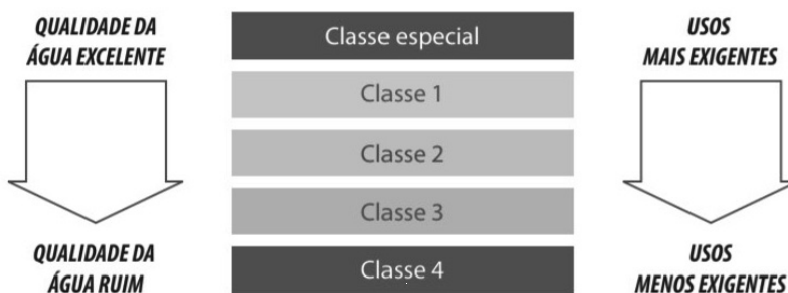 QUALIDADE DA
ÁGUA EXCELENTE
Classe especial
USOS
MAIS EXIGENTES
Classe 1
Classe 2
Classe 3
QUALIDADE DA
ÁGUA RUIM
Classe 4
USOS
MENOS EXIGENTES